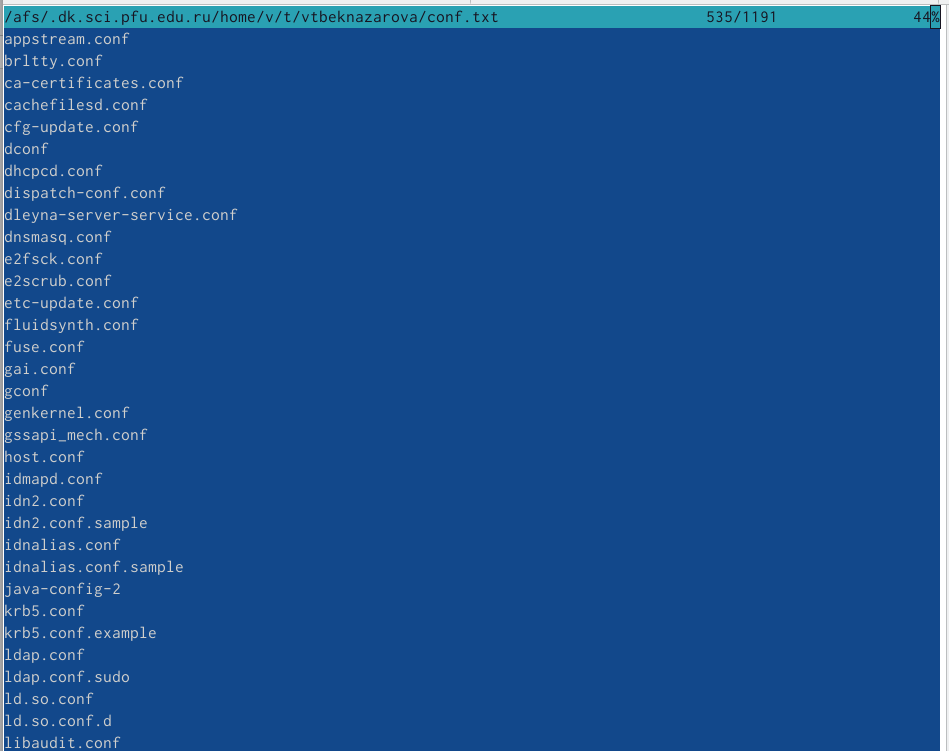 /afs/.dk.sci.pfu.edu.ru/home/v/t/vtbeknazarova/conf.txt 535/1191 44%
appstream.conf
brltty.conf
ca-certificates.conf
cachefilesd.conf
cfg-update.conf
dconf
dhcpcd.conf
dispatch-conf.conf
dleyna-server-service.conf
dnsmasq.conf
e2fsck.conf
e2scrub.conf
etc-update.conf
fluidsynth.conf
fuse.conf
gai.conf
gconf
genkernel.conf
gssapi_mech.conf
host.conf
idmapd.conf
idn2.conf
idn2.conf.sample
idnalias.conf
idnalias.conf.sample
java-config-2
krb5.conf
krb5.conf.example
ldap.conf
ldap.conf.sudo
ld.so.conf
ld.so.conf.d
libaudit.conf